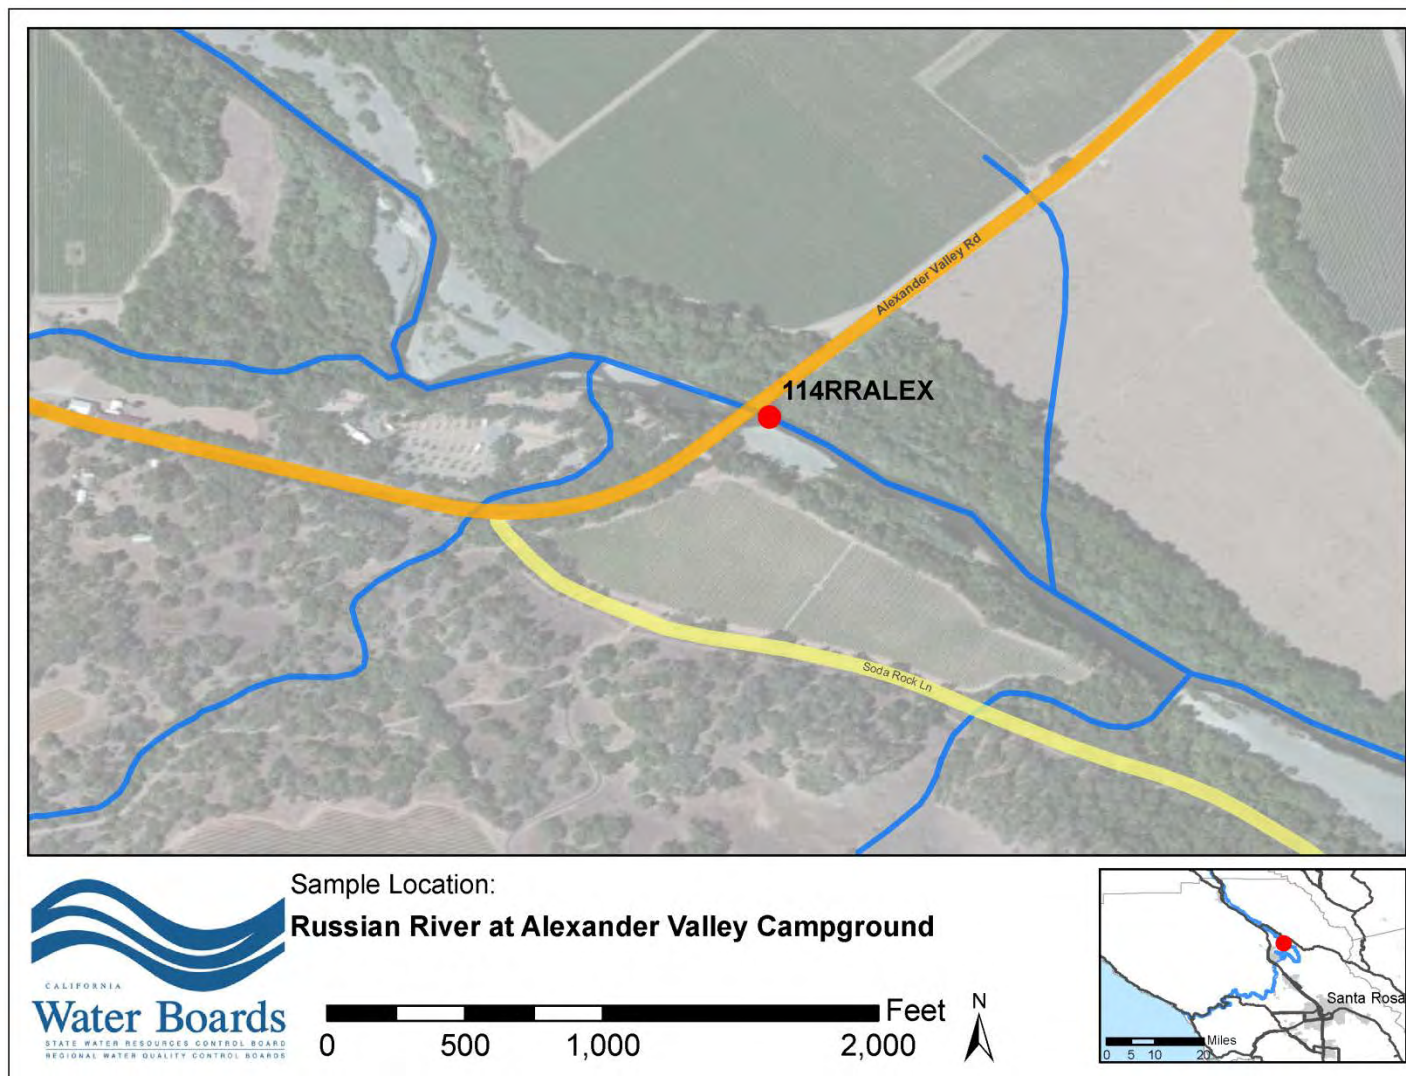 Alexander Valley Rd
114RRALEX
Soda Rock Ln
CALIFORNIA
Water Boards
STATE WATER RESOURCES CONTROL BOARD
REGIONAL WATER QUALITY CONTROL BOARDS
Sample Location:
Russian River at Alexander Valley Campground
Feet
0 500 1,000 2,000
N
Santa Rosa
Miles
0 5 10 20